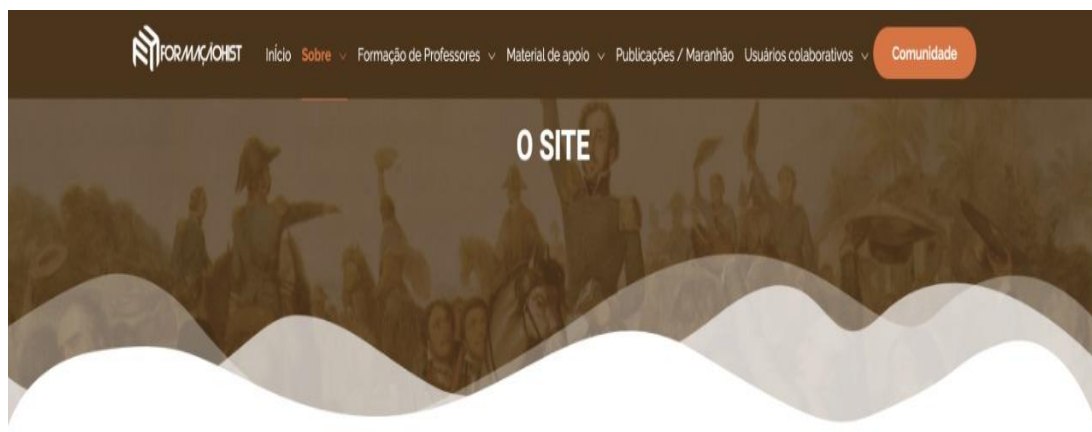 FORMAÇÃOHIST Início Sobre Formação de Professores Material de apoio Publicações / Maranhão Usuários colaborativos Comunidade
O SITE